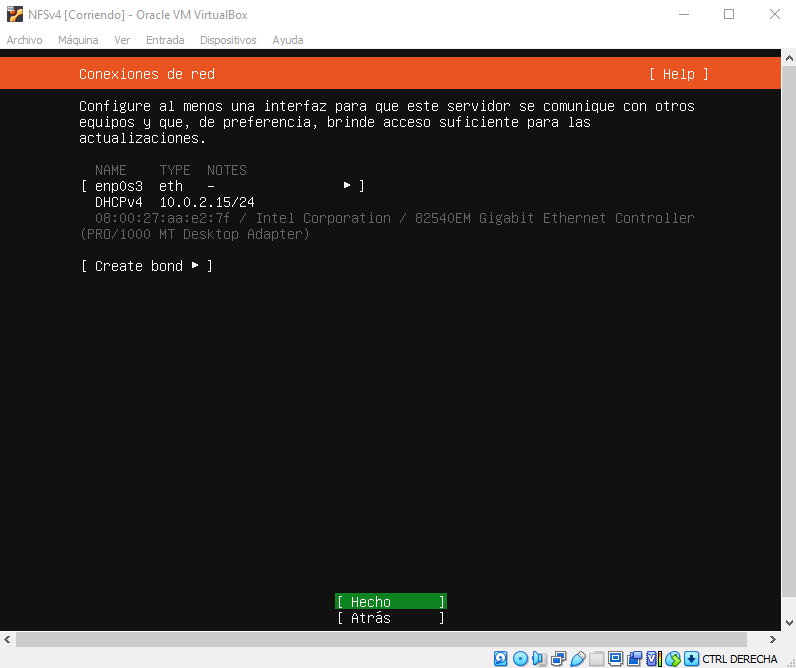 NFSv4 [Corriendo] - Oracle VM VirtualBox
Archivo Máquina Ver Entrada Dispositivos Ayuda
Conexiones de red [ Help ]
Configure al menos una interfaz para que este servidor se comunique con otros
equipos y que, de preferencia, brinde acceso suficiente para las
actualizaciones.
NAME TYPE NOTES
[ enp0s3 eth - ▸ ]
DHCPv4 10.0.2.15/24
08:00:27:aa:e2:7f / Intel Corporation / 82540EM Gigabit Ethernet Controller
(PRO/1000 MT Desktop Adapter)
[ Create bond ▸ ]
[ Hecho ]
[ Atrás ]
CTRL DERECHA